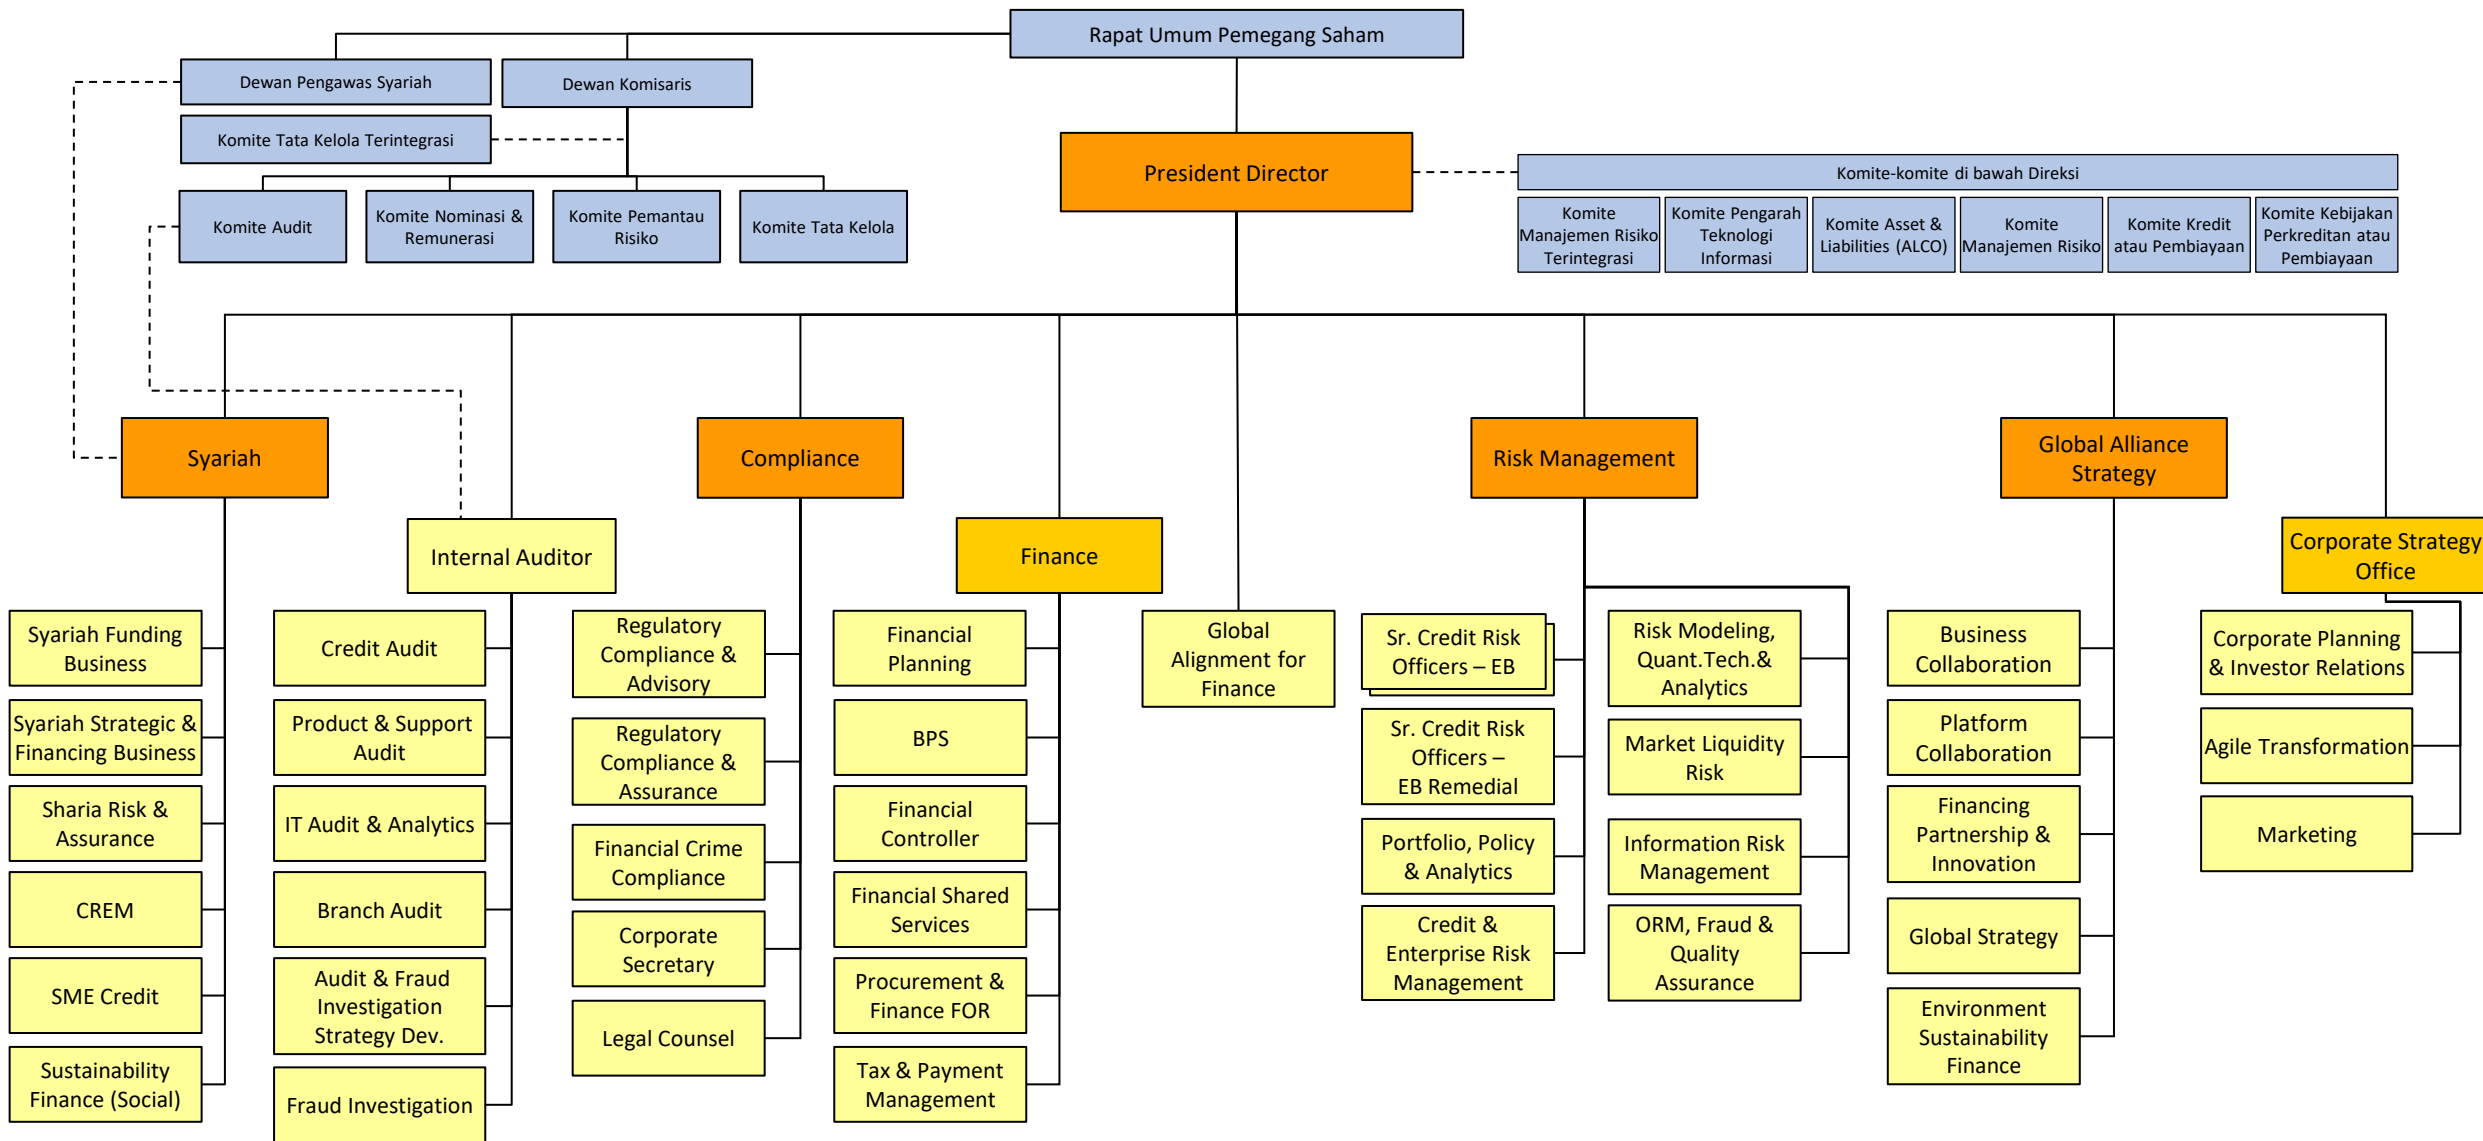 Rapat Umum Pemegang Saham
Dewan Pengawas Syariah
Dewan Komisaris
Komite Tata Kelola Terintegrasi
Komite Audit
Komite Nominasi &
Remunerasi
Komite Pemantau
Risiko
Komite Tata Kelola
President Director
Komite-komite di bawah Direksi
Komite
Manajemen Risiko
Terintegrasi
Komite Pengarah
Teknologi
Informasi
Komite Asset &
Liabilities (ALCO)
Komite
Manajemen Risiko
Komite Kredit
atau Pembiayaan
Komite Kebijakan
Perkreditan atau
Pembiayaan
Syariah
Compliance
Risk Management
Global Alliance
Strategy
Internal Auditor
Finance
Corporate Strategy
Office
Syariah Funding
Business
Syariah Strategic &
Financing Business
Sharia Risk &
Assurance
CREM
SME Credit
Sustainability
Finance (Social)
Credit Audit
Product & Support
Audit
IT Audit & Analytics
Branch Audit
Audit & Fraud
Investigation
Strategy Dev.
Fraud Investigation
Regulatory
Compliance &
Advisory
Regulatory
Compliance &
Assurance
Financial Crime
Compliance
Corporate
Secretary
Legal Counsel
Financial
Planning
BPS
Financial
Controller
Financial Shared
Services
Procurement &
Finance FOR
Tax & Payment
Management
Global
Alignment for
Finance
Sr. Credit Risk
Officers – EB
Sr. Credit Risk
Officers –
EB Remedial
Portfolio, Policy
& Analytics
Credit &
Enterprise Risk
Management
Risk Modeling,
Quant.Tech.&
Analytics
Market Liquidity
Risk
Information Risk
Management
ORM, Fraud &
Quality
Assurance
Business
Collaboration
Platform
Collaboration
Financing
Partnership &
Innovation
Global Strategy
Environment
Sustainability
Finance
Corporate Planning
& Investor Relations
Agile Transformation
Marketing